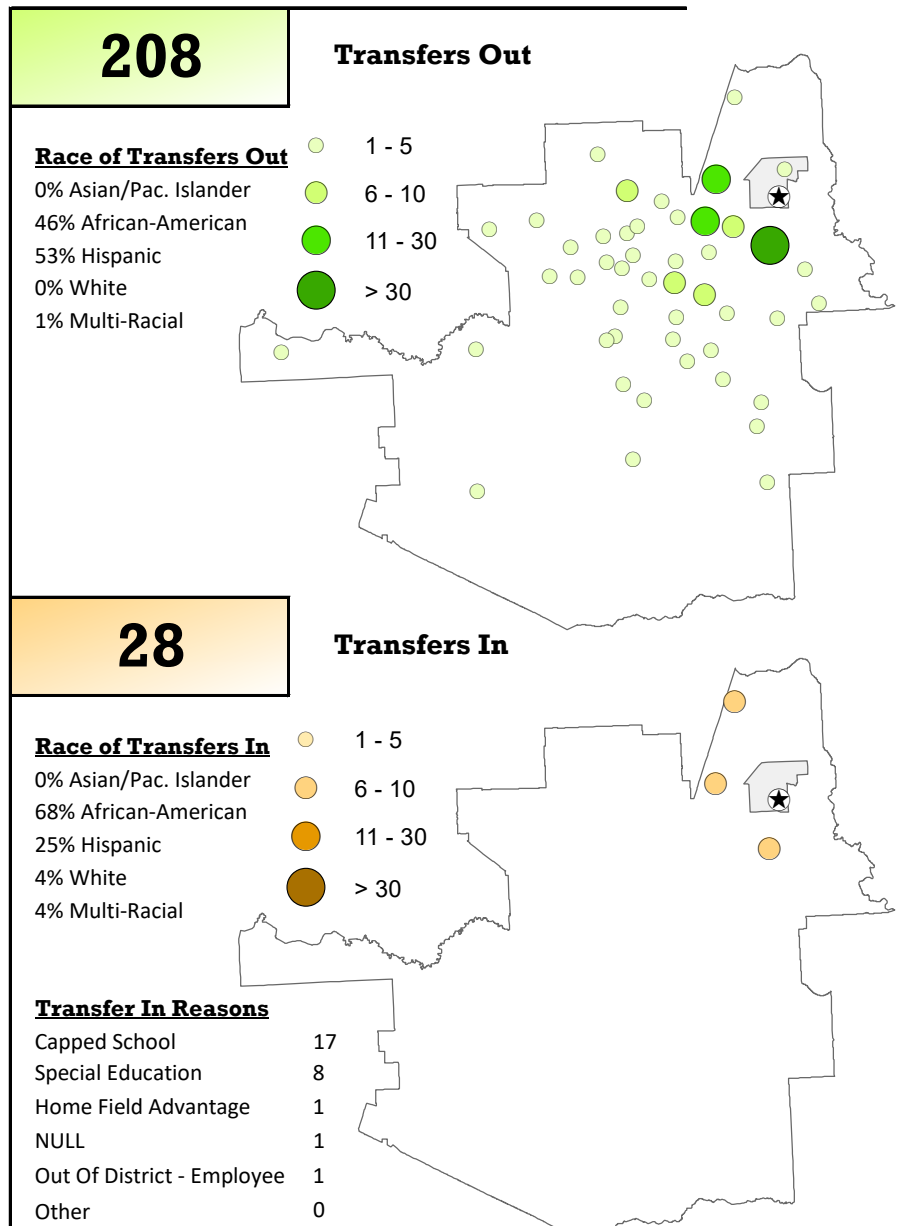 208
Transfers Out
Race of Transfers Out
0% Asian/Pac. Islander
46% African-American
53% Hispanic
0% White
1% Multi-Racial
1 - 5
6 - 10
11 - 30
> 30
28
Transfers In
Race of Transfers In
0% Asian/Pac. Islander
68% African-American
25% Hispanic
4% White
4% Multi-Racial
1 - 5
6 - 10
11 - 30
> 30
Transfer In Reasons
Capped School 17
Special Education 8
Home Field Advantage 1
NULL 1
Out Of District - Employee 1
Other 0